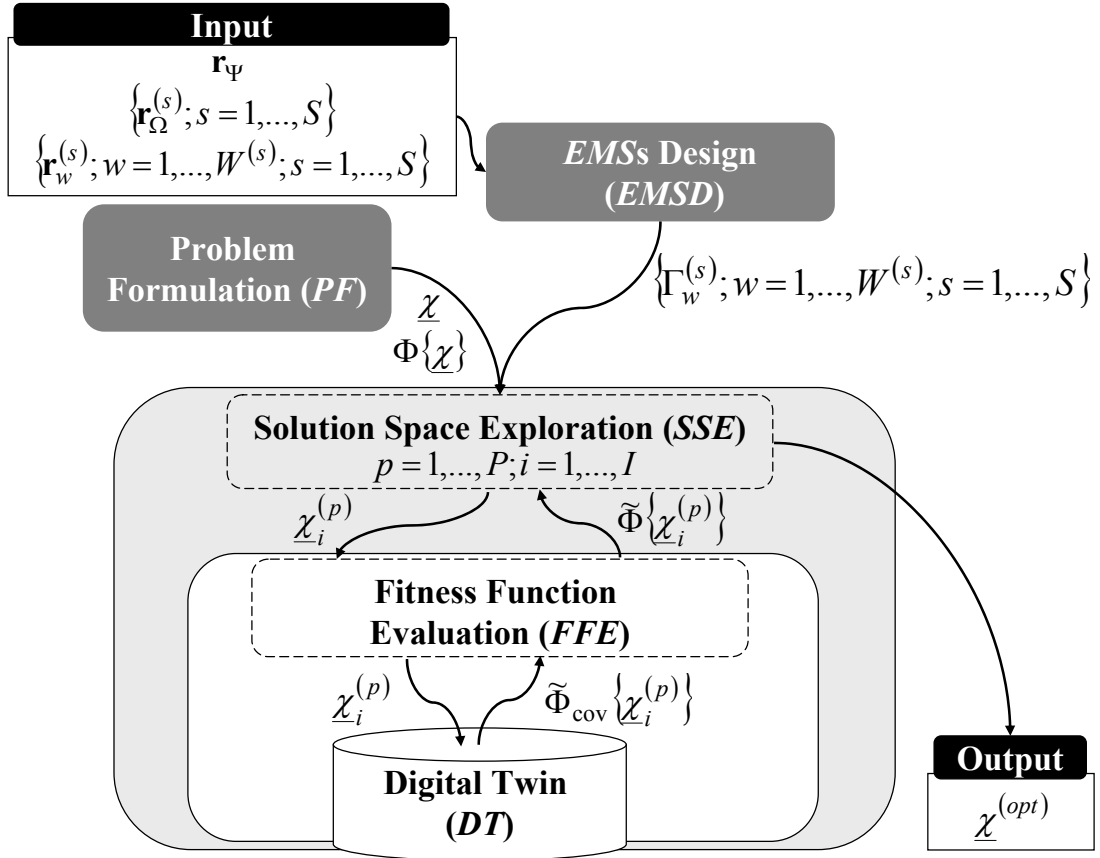 Input
𝐫_Ψ
{𝐫_Ω^(s); s = 1,..., S}
{𝐫_w^(s); w = 1,..., W^(s); s = 1,..., S}
EMSs Design
(EMSD)
Problem
Formulation (PF)
{Γ_w^(s); w = 1,..., W^(s); s = 1,..., S}
χ
Φ{χ}
Solution Space Exploration (SSE)
p = 1,..., P; i = 1,..., I
χ_i^(p)
Φ̃{χ_i^(p)}
Fitness Function
Evaluation (FFE)
χ_i^(p)
Φ̃_cov{χ_i^(p)}
Digital Twin
(DT)
Output
χ^(opt)